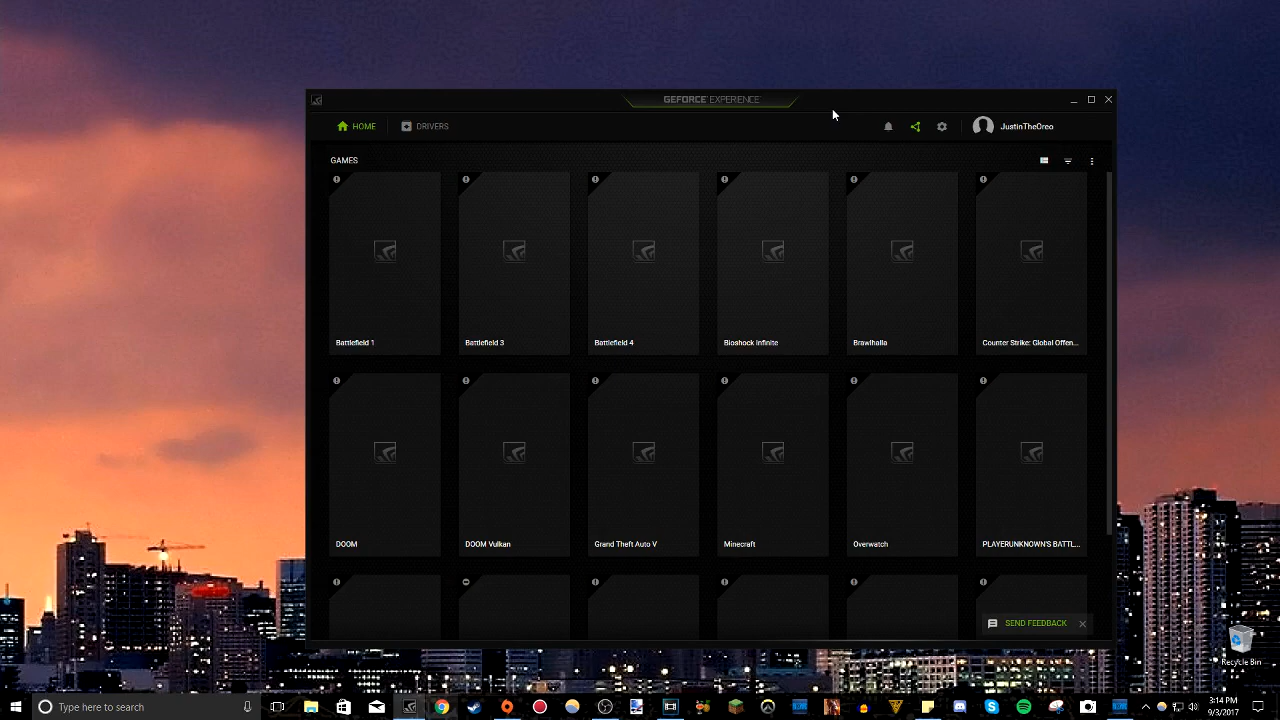 GEFORCE EXPERIENCE
HOME
DRIVERS
JustinTheOreo
GAMES
Battlefield 1
Battlefield 3
Battlefield 4
Bioshock Infinite
Brawlhalla
Counter Strike: Global Offen...
DOOM
DOOM Vulkan
Grand Theft Auto V
Minecraft
Overwatch
PLAYERUNKNOWN'S BATTL...
SEND FEEDBACK
Recycle Bin
Type here to search
3:14 PM
9/3/2017